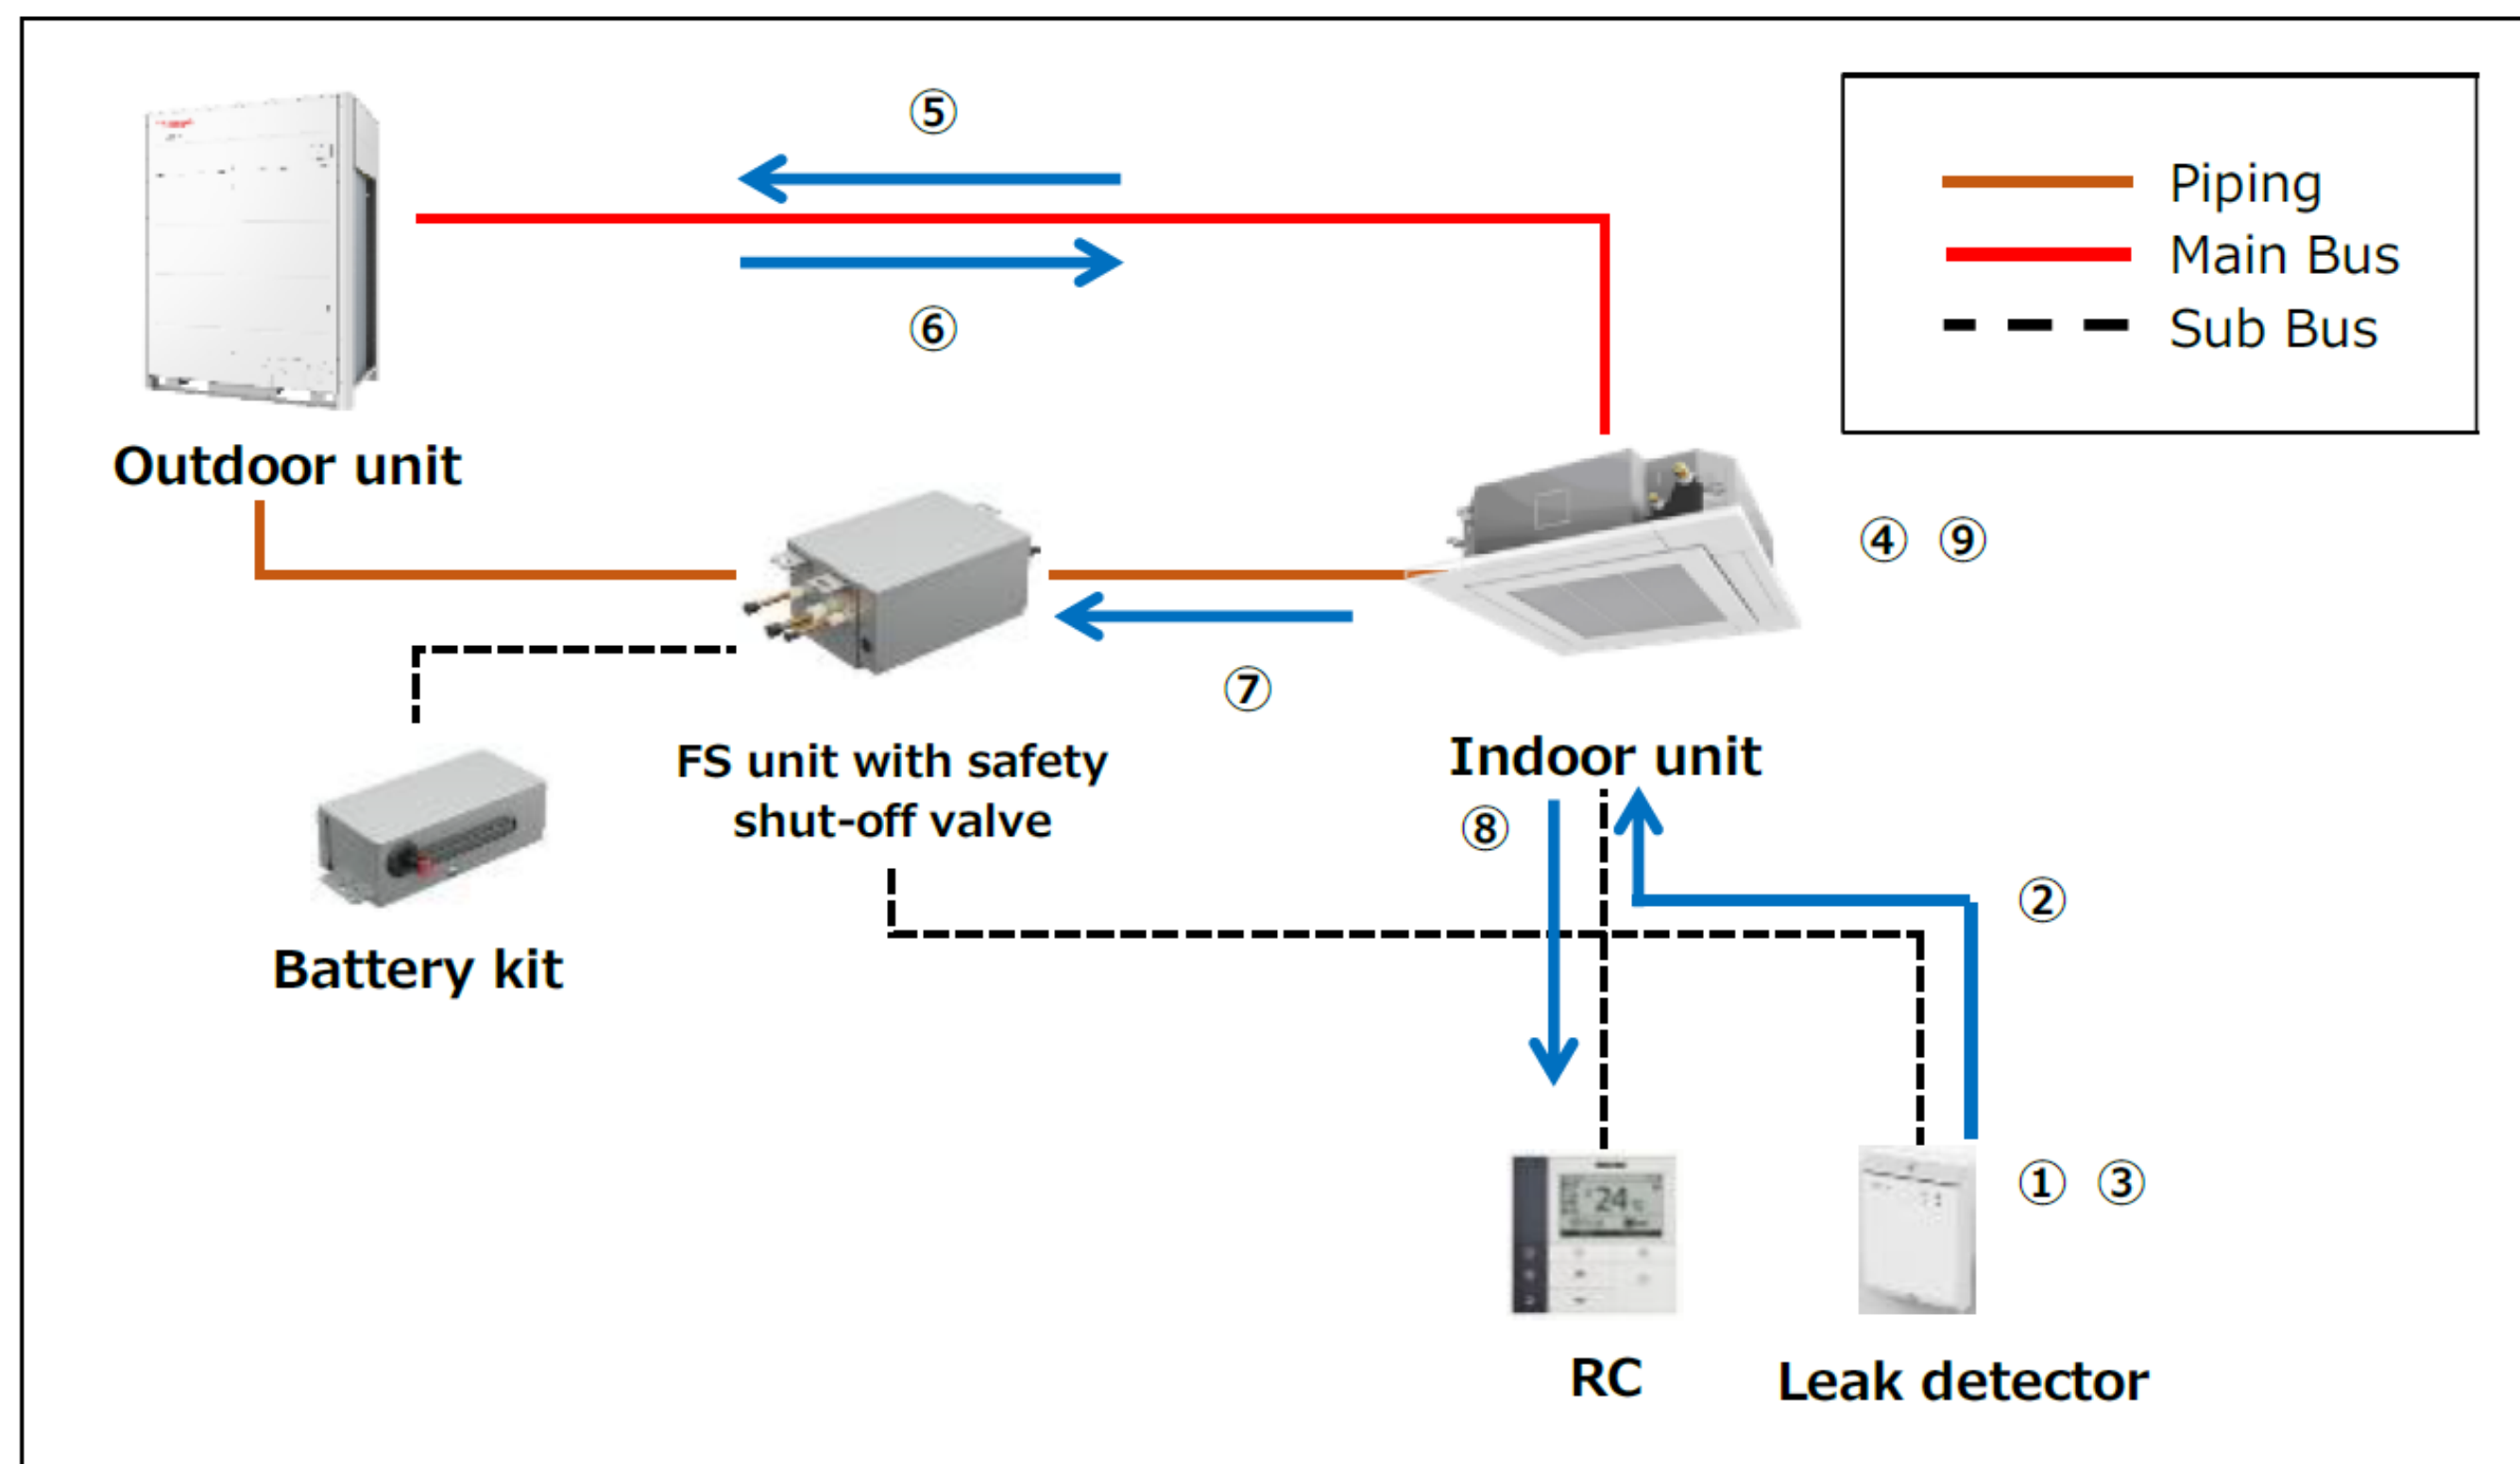 ⑤
Piping
Main Bus
Sub Bus
⑥
Outdoor unit
④ ⑨
⑦
FS unit with safety
shut-off valve
Indoor unit
⑧
②
Battery kit
① ③
24
RC
Leak detector